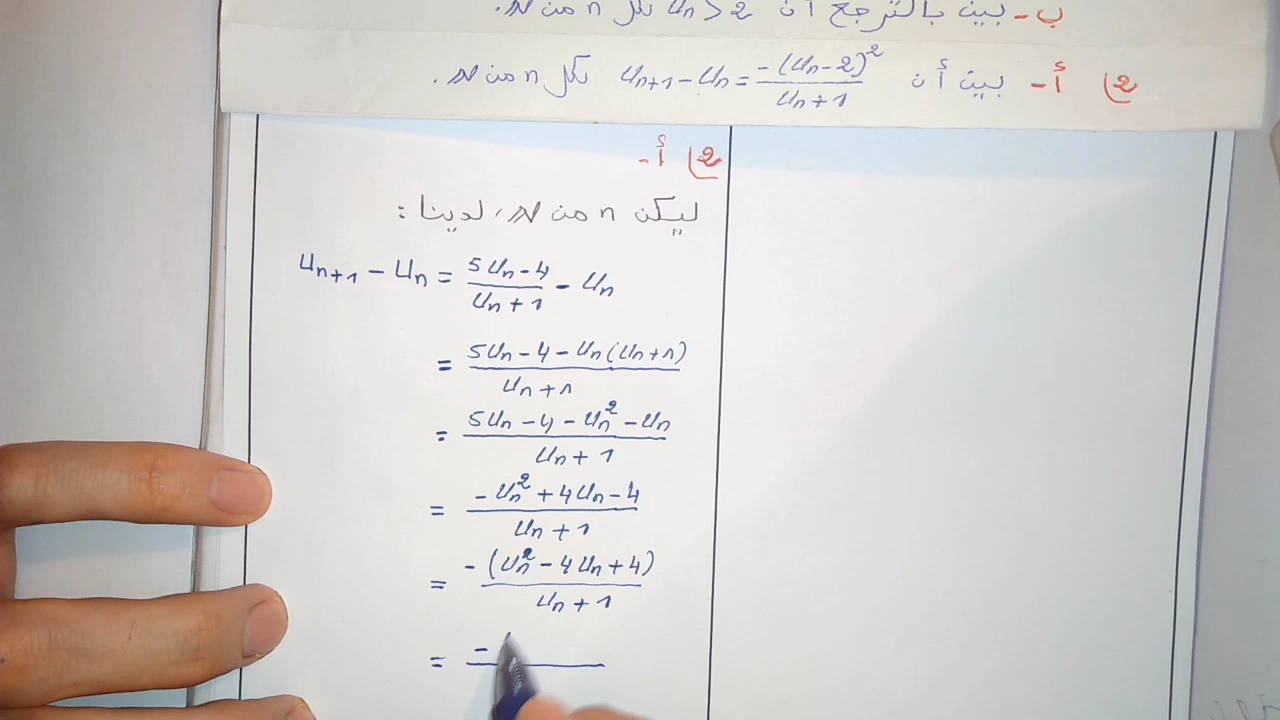 ب- بين بالترجع أن Un > 2 لكل n من ℕ.
2) أ- بين أن Un+1 - Un = -(Un-2)² / Un+1 لكل n من ℕ.
2) أ-
ليكن n من ℕ، لدينا :
Un+1 - Un = 5Un-4 / Un+1 - Un
= 5Un-4-Un(Un+1) / Un+1
= 5Un-4-Un²-Un / Un+1
= -Un²+4Un-4 / Un+1
= -(Un²-4Un+4) / Un+1
= -